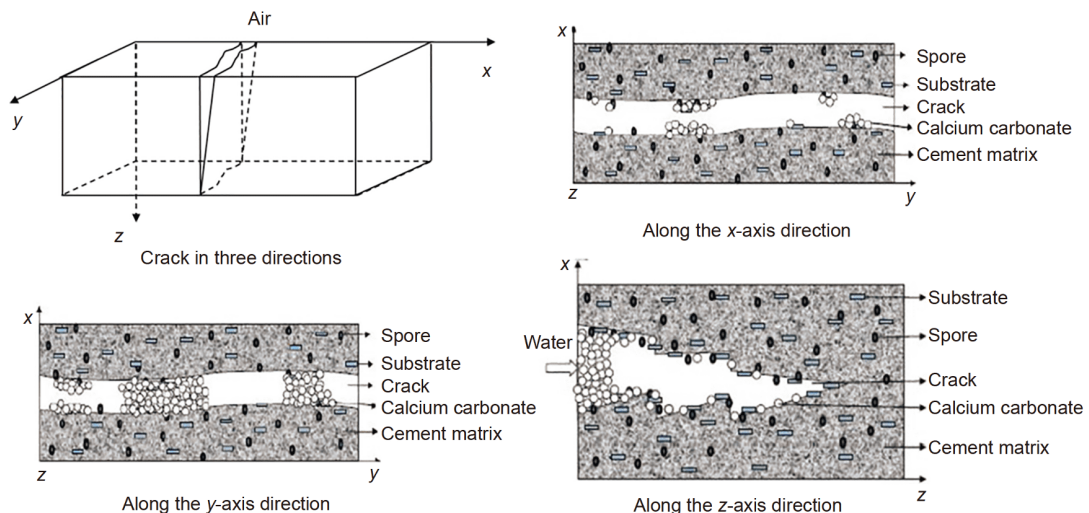 Air
x
y
z
Crack in three directions
x
Spore
Substrate
Crack
Calcium carbonate
Cement matrix
z
y
Along the x-axis direction
x
Spore
Substrate
Crack
Calcium carbonate
Cement matrix
z
y
Along the y-axis direction
x
Water
Substrate
Spore
Crack
Calcium carbonate
Cement matrix
z
Along the z-axis direction